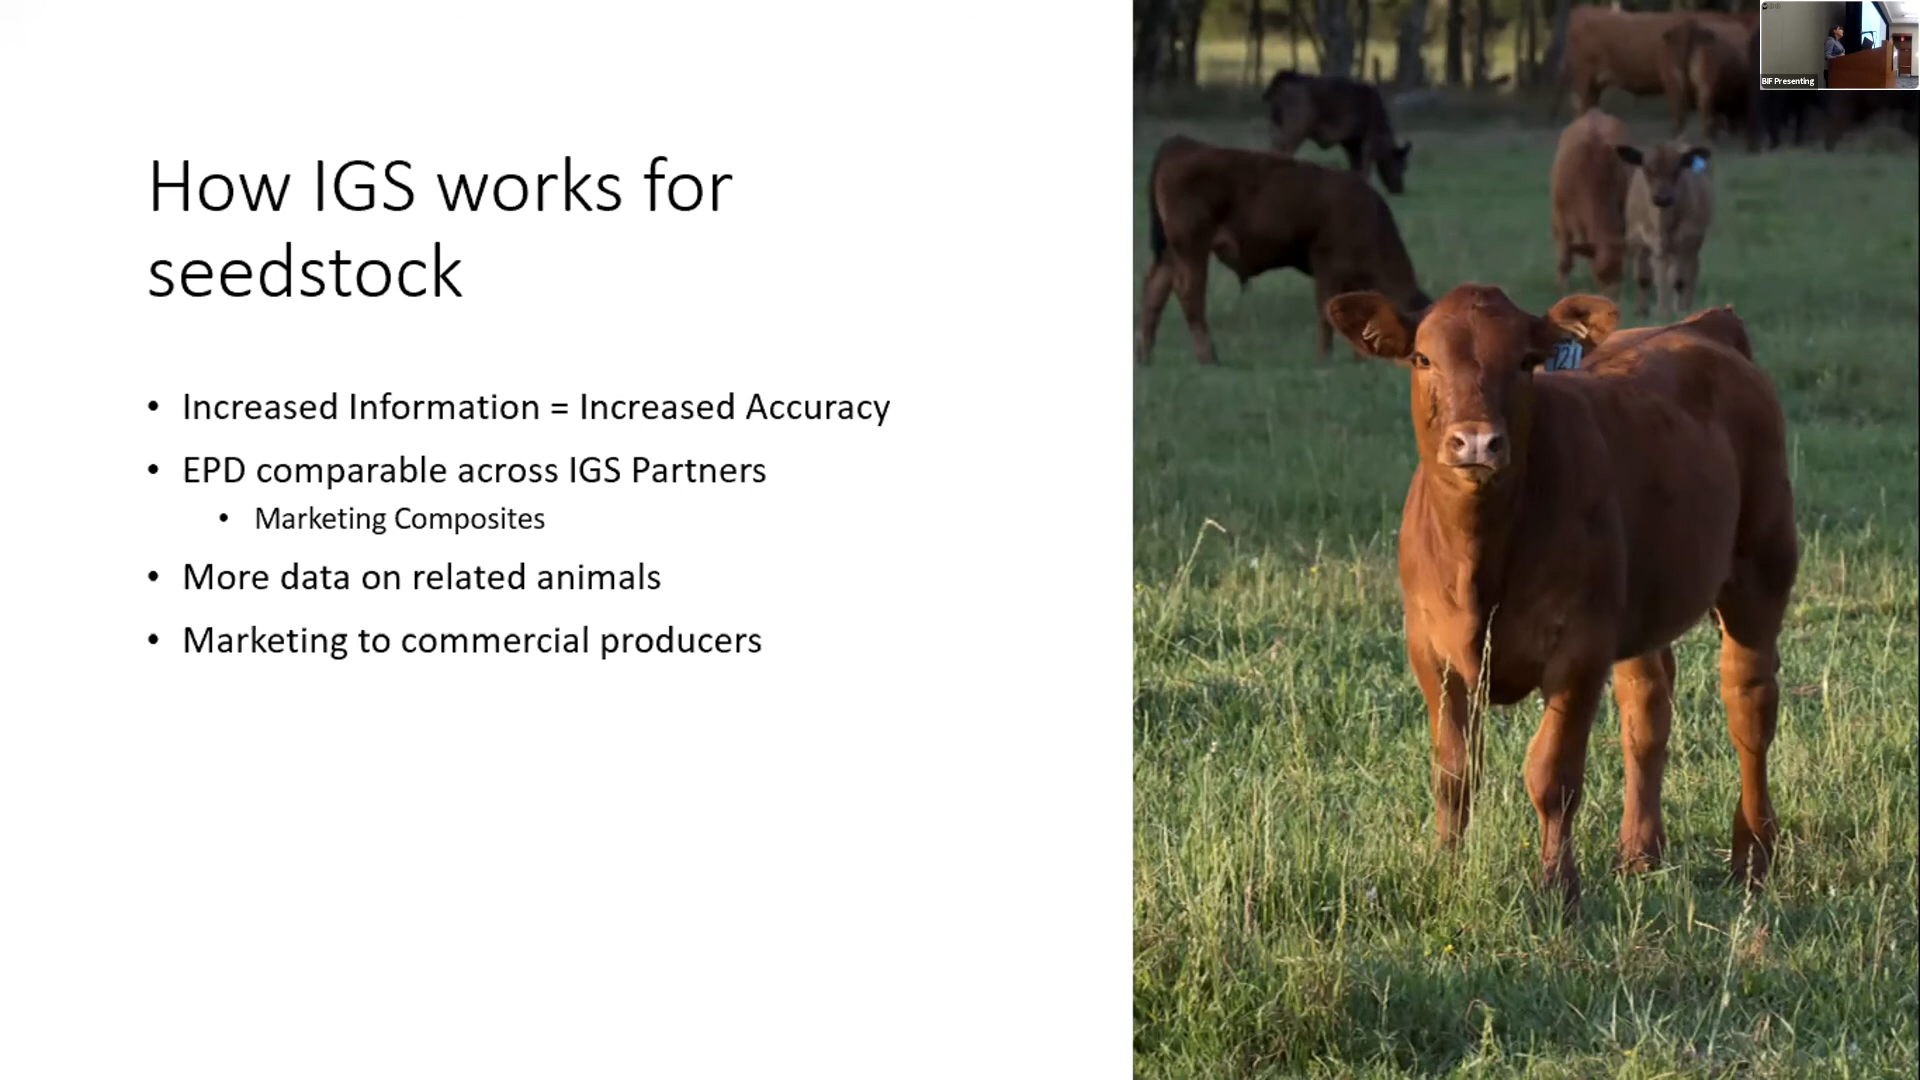 BIF Presenting
How IGS works for
seedstock
• Increased Information = Increased Accuracy
• EPD comparable across IGS Partners
• Marketing Composites
• More data on related animals
• Marketing to commercial producers
721